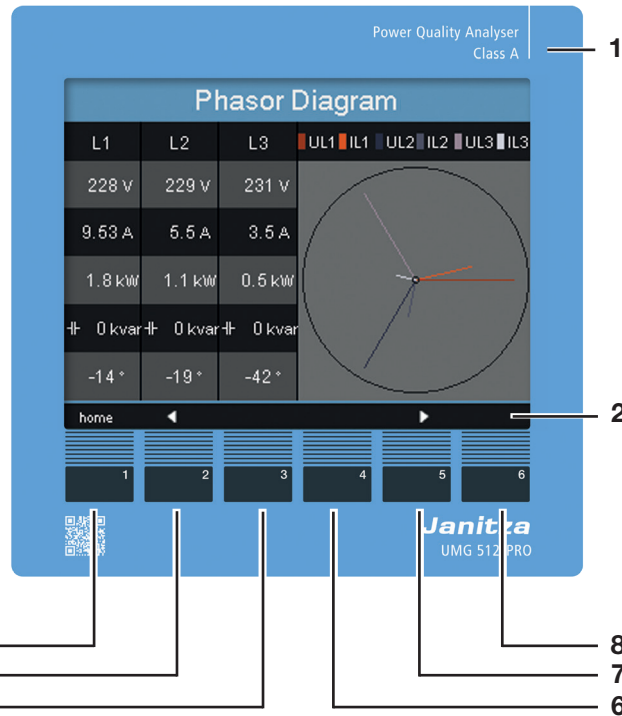 Power Quality Analyser
Class A
1
Phasor Diagram
L1 L2 L3 UL1 IL1 UL2 IL2 UL3 IL3
228 V 229 V 231 V
9.53 A 5.5 A 3.5 A
1.8 kW 1.1 kW 0.5 kW
0 kvar 0 kvar 0 kvar
-14 ° -19 ° -42 °
home
2
1 2 3 4 5 6
Janitza
UMG 512 PRO
8
7
6